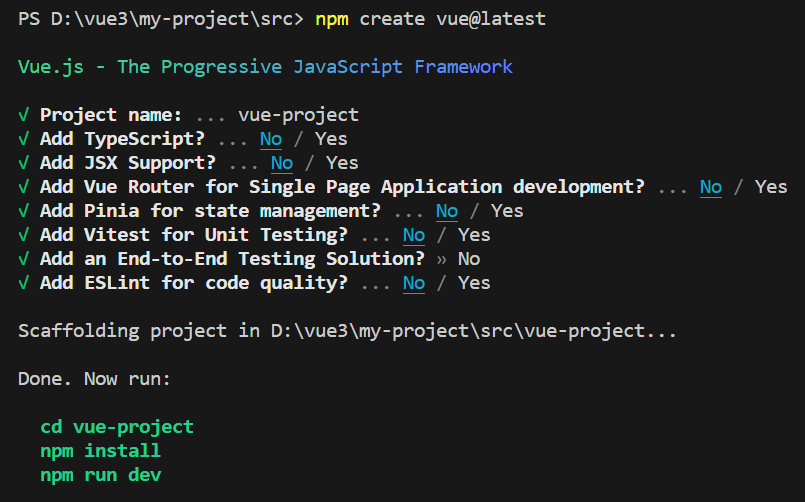 PS D:\vue3\my-project\src> npm create vue@latest
Vue.js - The Progressive JavaScript Framework
√ Project name: ... vue-project
√ Add TypeScript? ... No / Yes
√ Add JSX Support? ... No / Yes
√ Add Vue Router for Single Page Application development? ... No / Yes
√ Add Pinia for state management? ... No / Yes
√ Add Vitest for Unit Testing? ... No / Yes
√ Add an End-to-End Testing Solution? » No
√ Add ESLint for code quality? ... No / Yes
Scaffolding project in D:\vue3\my-project\src\vue-project...
Done. Now run:
cd vue-project
npm install
npm run dev